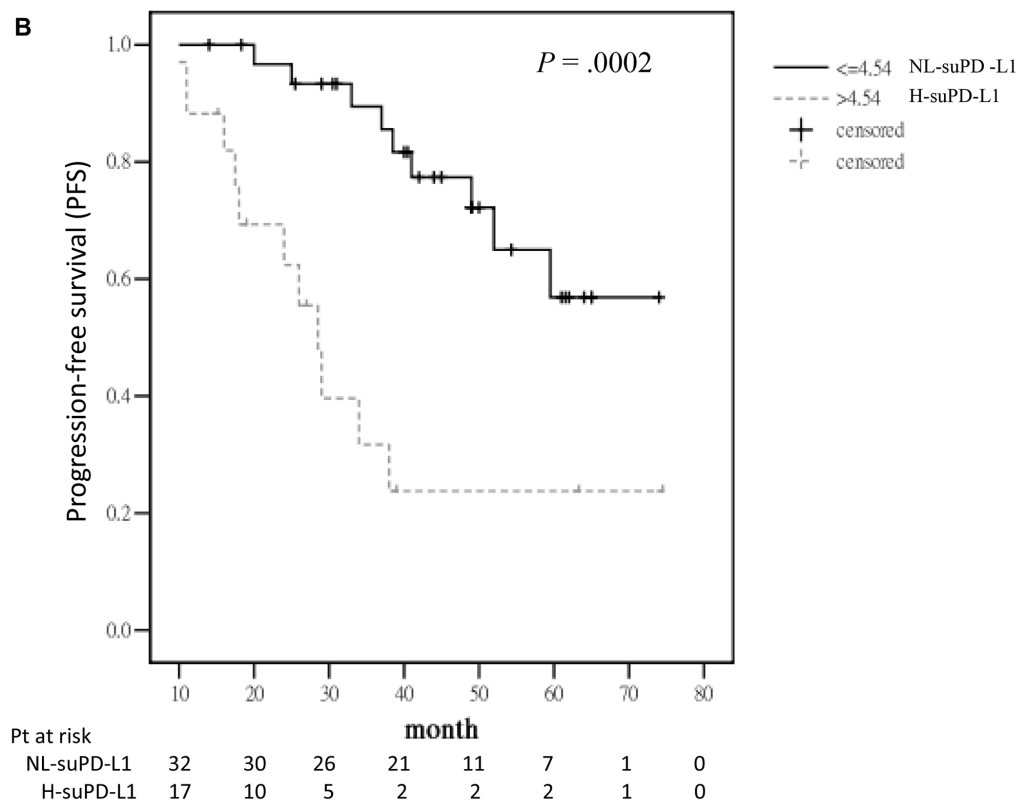 B
P = .0002
<=4.54 NL-suPD -L1
>4.54 H-suPD-L1
censored
censored
Progression-free survival (PFS)
1.0
0.8
0.6
0.4
0.2
0.0
10 20 30 40 50 60 70 80
month
Pt at risk
NL-suPD-L1 32 30 26 21 11 7 1 0
H-suPD-L1 17 10 5 2 2 2 1 0